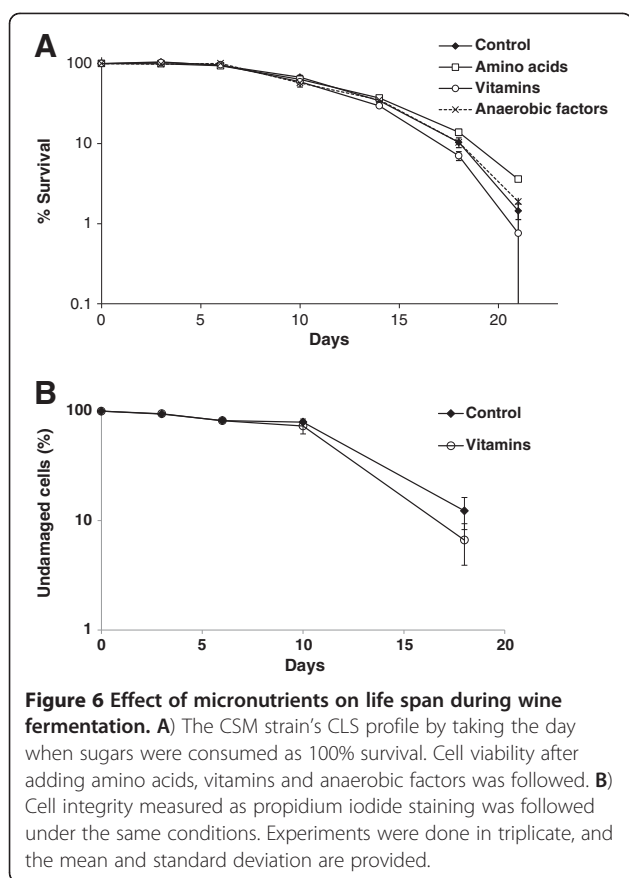 A
Control
Amino acids
Vitamins
Anaerobic factors
% Survival
100
10
1
0.1
0 5 10 15 20
Days
B
Control
Vitamins
Undamaged cells (%)
100
10
1
0 5 10 15 20
Days
Figure 6 Effect of micronutrients on life span during wine
fermentation. A) The CSM strain's CLS profile by taking the day
when sugars were consumed as 100% survival. Cell viability after
adding amino acids, vitamins and anaerobic factors was followed. B)
Cell integrity measured as propidium iodide staining was followed
under the same conditions. Experiments were done in triplicate, and
the mean and standard deviation are provided.